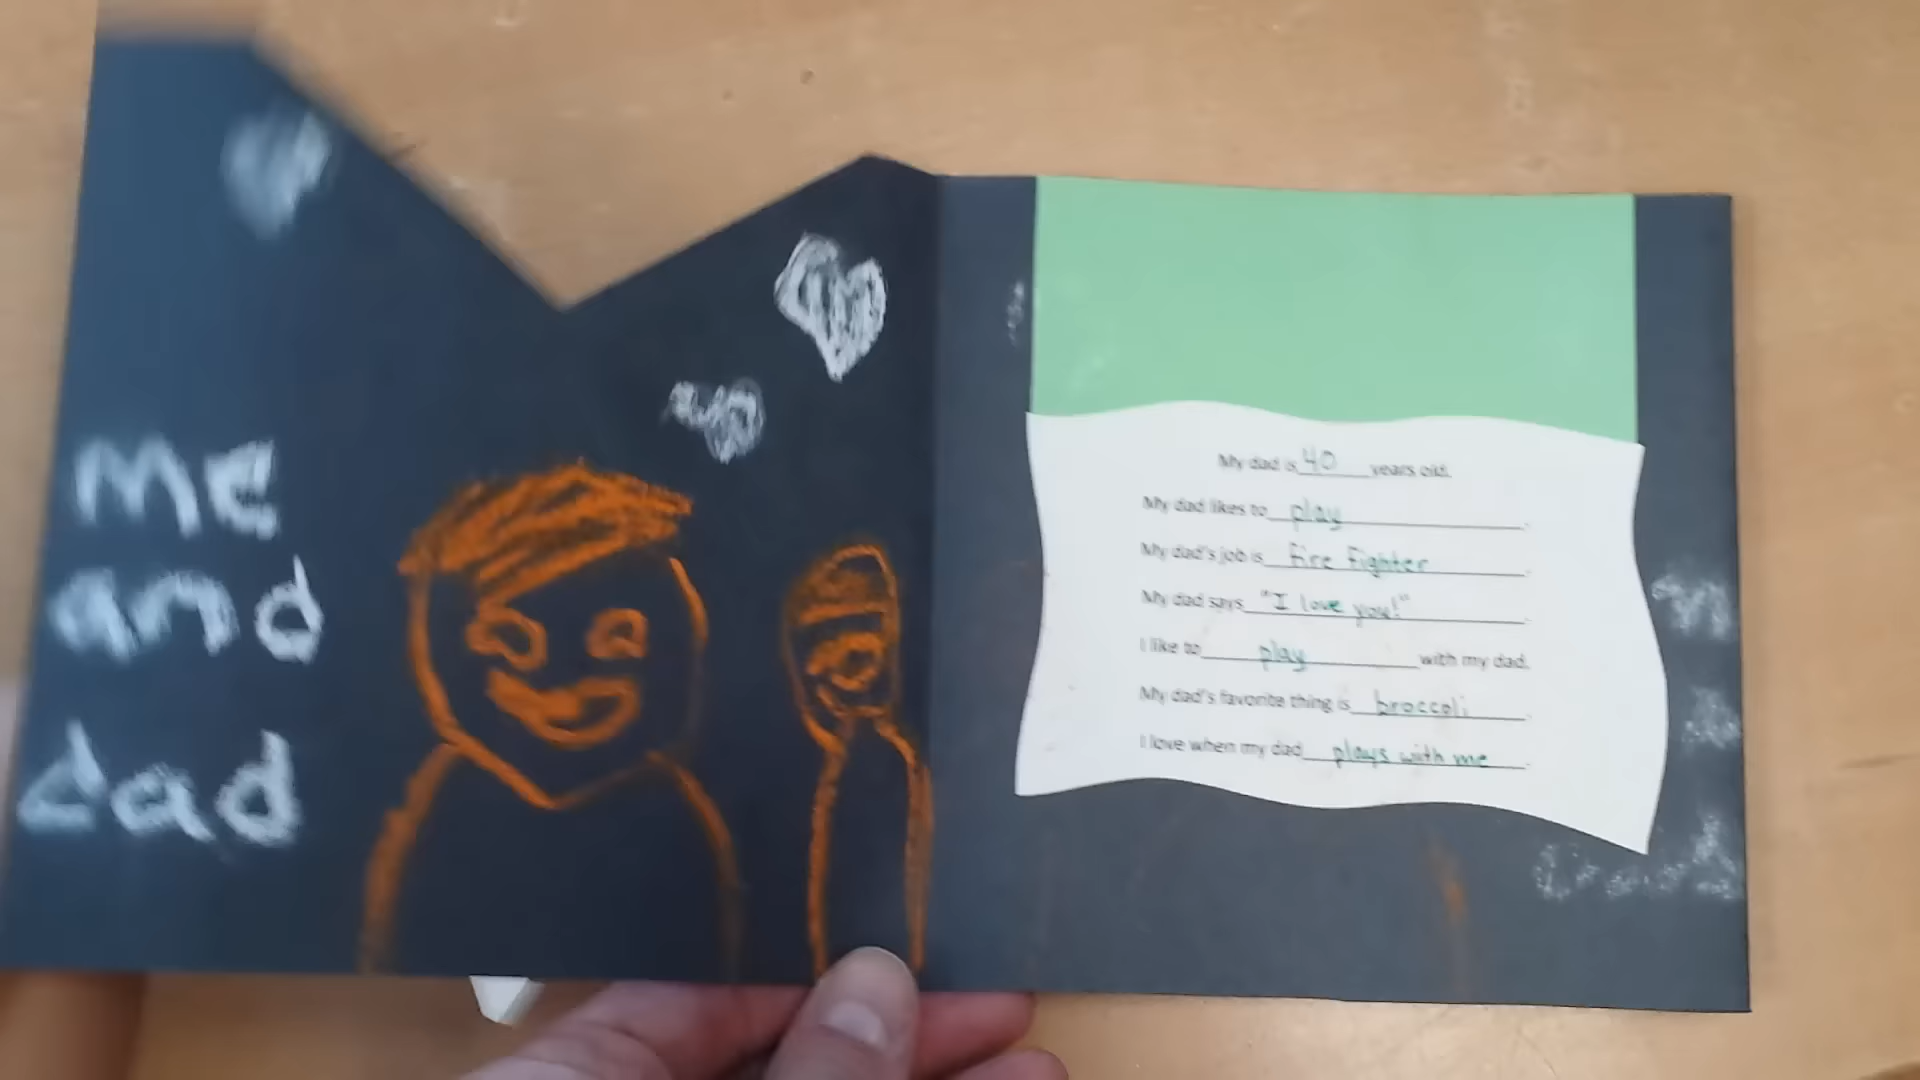 me
and
dad
My dad is 40 years old.
My dad likes to play.
My dad's job is fire fighter.
My dad says "I love you!".
I like to play with my dad.
My dad's favorite thing is broccoli.
I love when my dad plays with me.